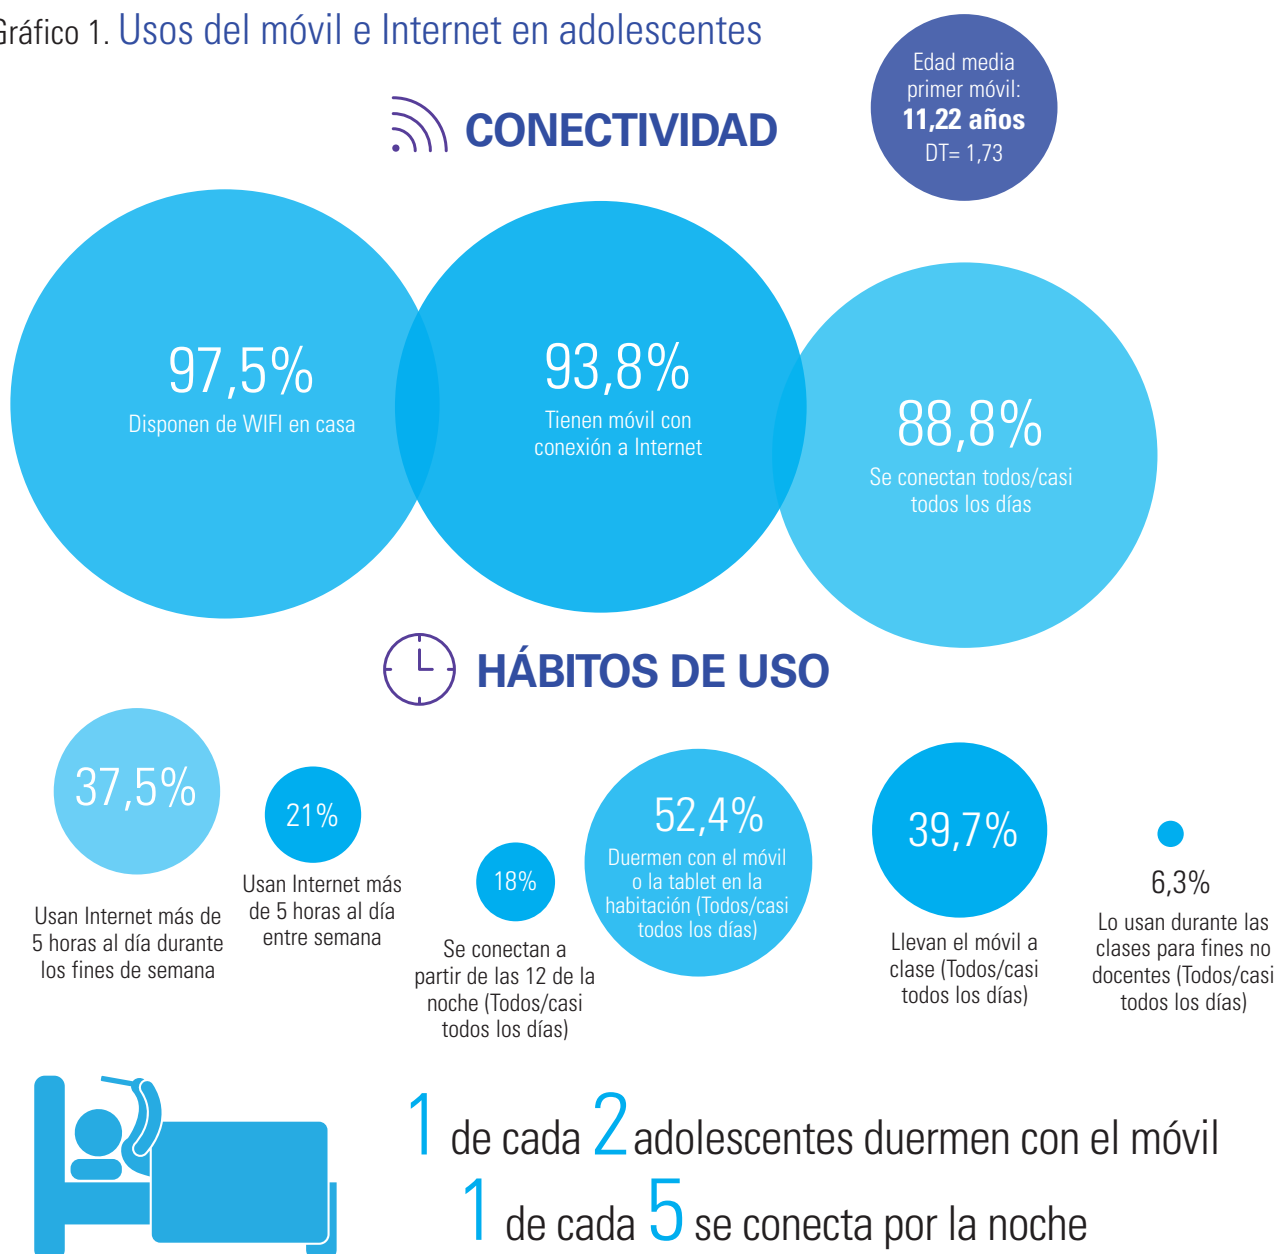 Gráfico 1. Usos del móvil e Internet en adolescentes
Edad media
primer móvil:
11,22 años
DT= 1,73
CONECTIVIDAD
97,5%
Disponen de WIFI en casa
93,8%
Tienen móvil con
conexión a Internet
88,8%
Se conectan todos/casi
todos los días
HÁBITOS DE USO
37,5%
Usan Internet más de
5 horas al día durante
los fines de semana
21%
Usan Internet más
de 5 horas al día
entre semana
18%
Se conectan a
partir de las 12 de la
noche (Todos/casi
todos los días)
52,4%
Duermen con el móvil
o la tablet en la
habitación (Todos/casi
todos los días)
39,7%
Llevan el móvil a
clase (Todos/casi
todos los días)
6,3%
Lo usan durante las
clases para fines no
docentes (Todos/casi
todos los días)
1 de cada 2 adolescentes duermen con el móvil
1 de cada 5 se conecta por la noche